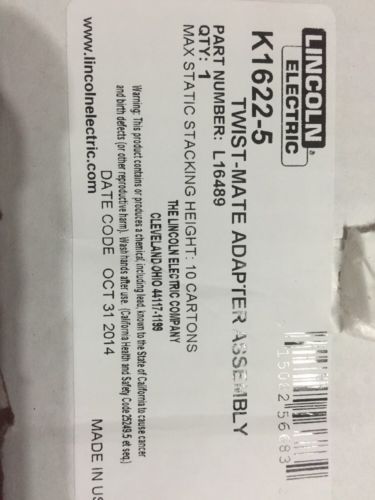 LINCOLN
ELECTRIC
K1622-5
TWIST-MATE ADAPTER ASSEMBLY
PART NUMBER: L16489
QTY: 1
MAX STATIC STACKING HEIGHT: 10 CARTONS
THE LINCOLN ELECTRIC COMPANY
CLEVELAND OHIO 44117-1199
Warning: This product contains or produces a chemical, including lead, known to the State of California to cause cancer
and birth defects (or other reproductive harm). Wash hands after use. (California Health and Safety Code 25249.5 et seq.)
DATE CODE OCT 31 2014
www.lincolnelectric.com
MADE IN US